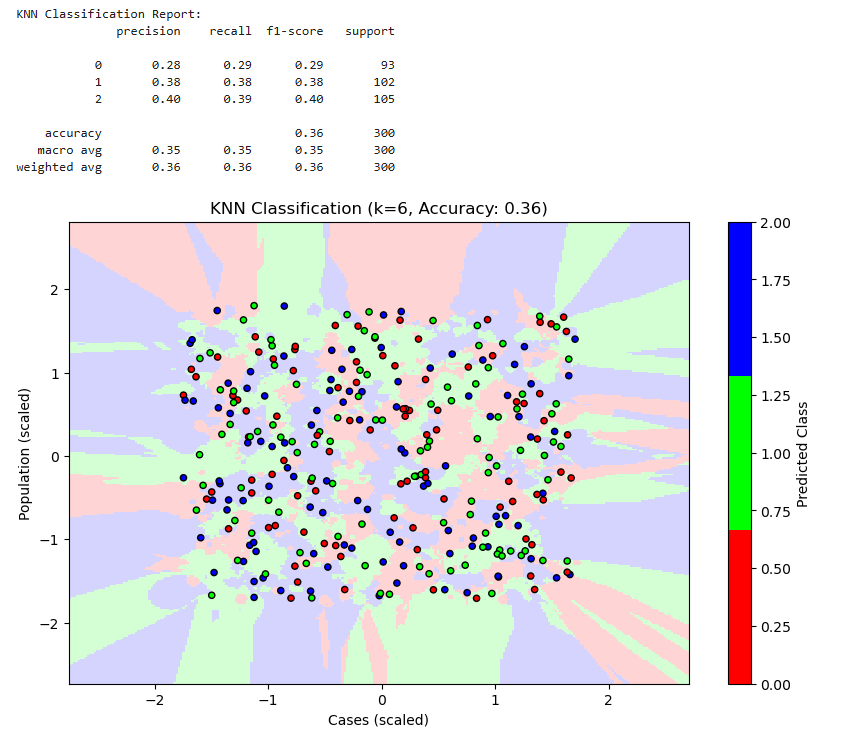 KNN Classification Report:
precision recall f1-score support
0 0.28 0.29 0.29 93
1 0.38 0.38 0.38 102
2 0.40 0.39 0.40 105
accuracy 0.36 300
macro avg 0.35 0.35 0.35 300
weighted avg 0.36 0.36 0.36 300
KNN Classification (k=6, Accuracy: 0.36)
2
1
0
−1
−2
Population (scaled)
−2 −1 0 1 2
Cases (scaled)
2.00
1.75
1.50
1.25
1.00
0.75
0.50
0.25
0.00
Predicted Class